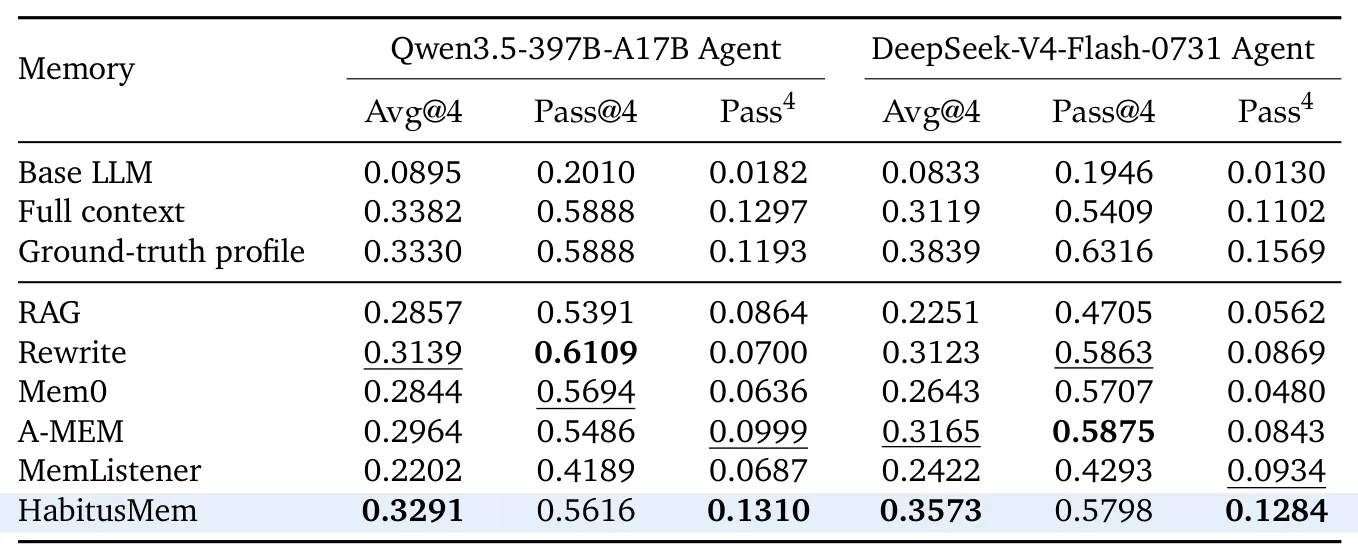 Memory Qwen3.5-397B-A17B Agent DeepSeek-V4-Flash-0731 Agent
Avg@4 Pass@4 Pass^4 Avg@4 Pass@4 Pass^4
Base LLM 0.0895 0.2010 0.0182 0.0833 0.1946 0.0130
Full context 0.3382 0.5888 0.1297 0.3119 0.5409 0.1102
Ground-truth profile 0.3330 0.5888 0.1193 0.3839 0.6316 0.1569
RAG 0.2857 0.5391 0.0864 0.2251 0.4705 0.0562
Rewrite 0.3139 0.6109 0.0700 0.3123 0.5863 0.0869
Mem0 0.2844 0.5694 0.0636 0.2643 0.5707 0.0480
A-MEM 0.2964 0.5486 0.0999 0.3165 0.5875 0.0843
MemListener 0.2202 0.4189 0.0687 0.2422 0.4293 0.0934
HabitusMem 0.3291 0.5616 0.1310 0.3573 0.5798 0.1284